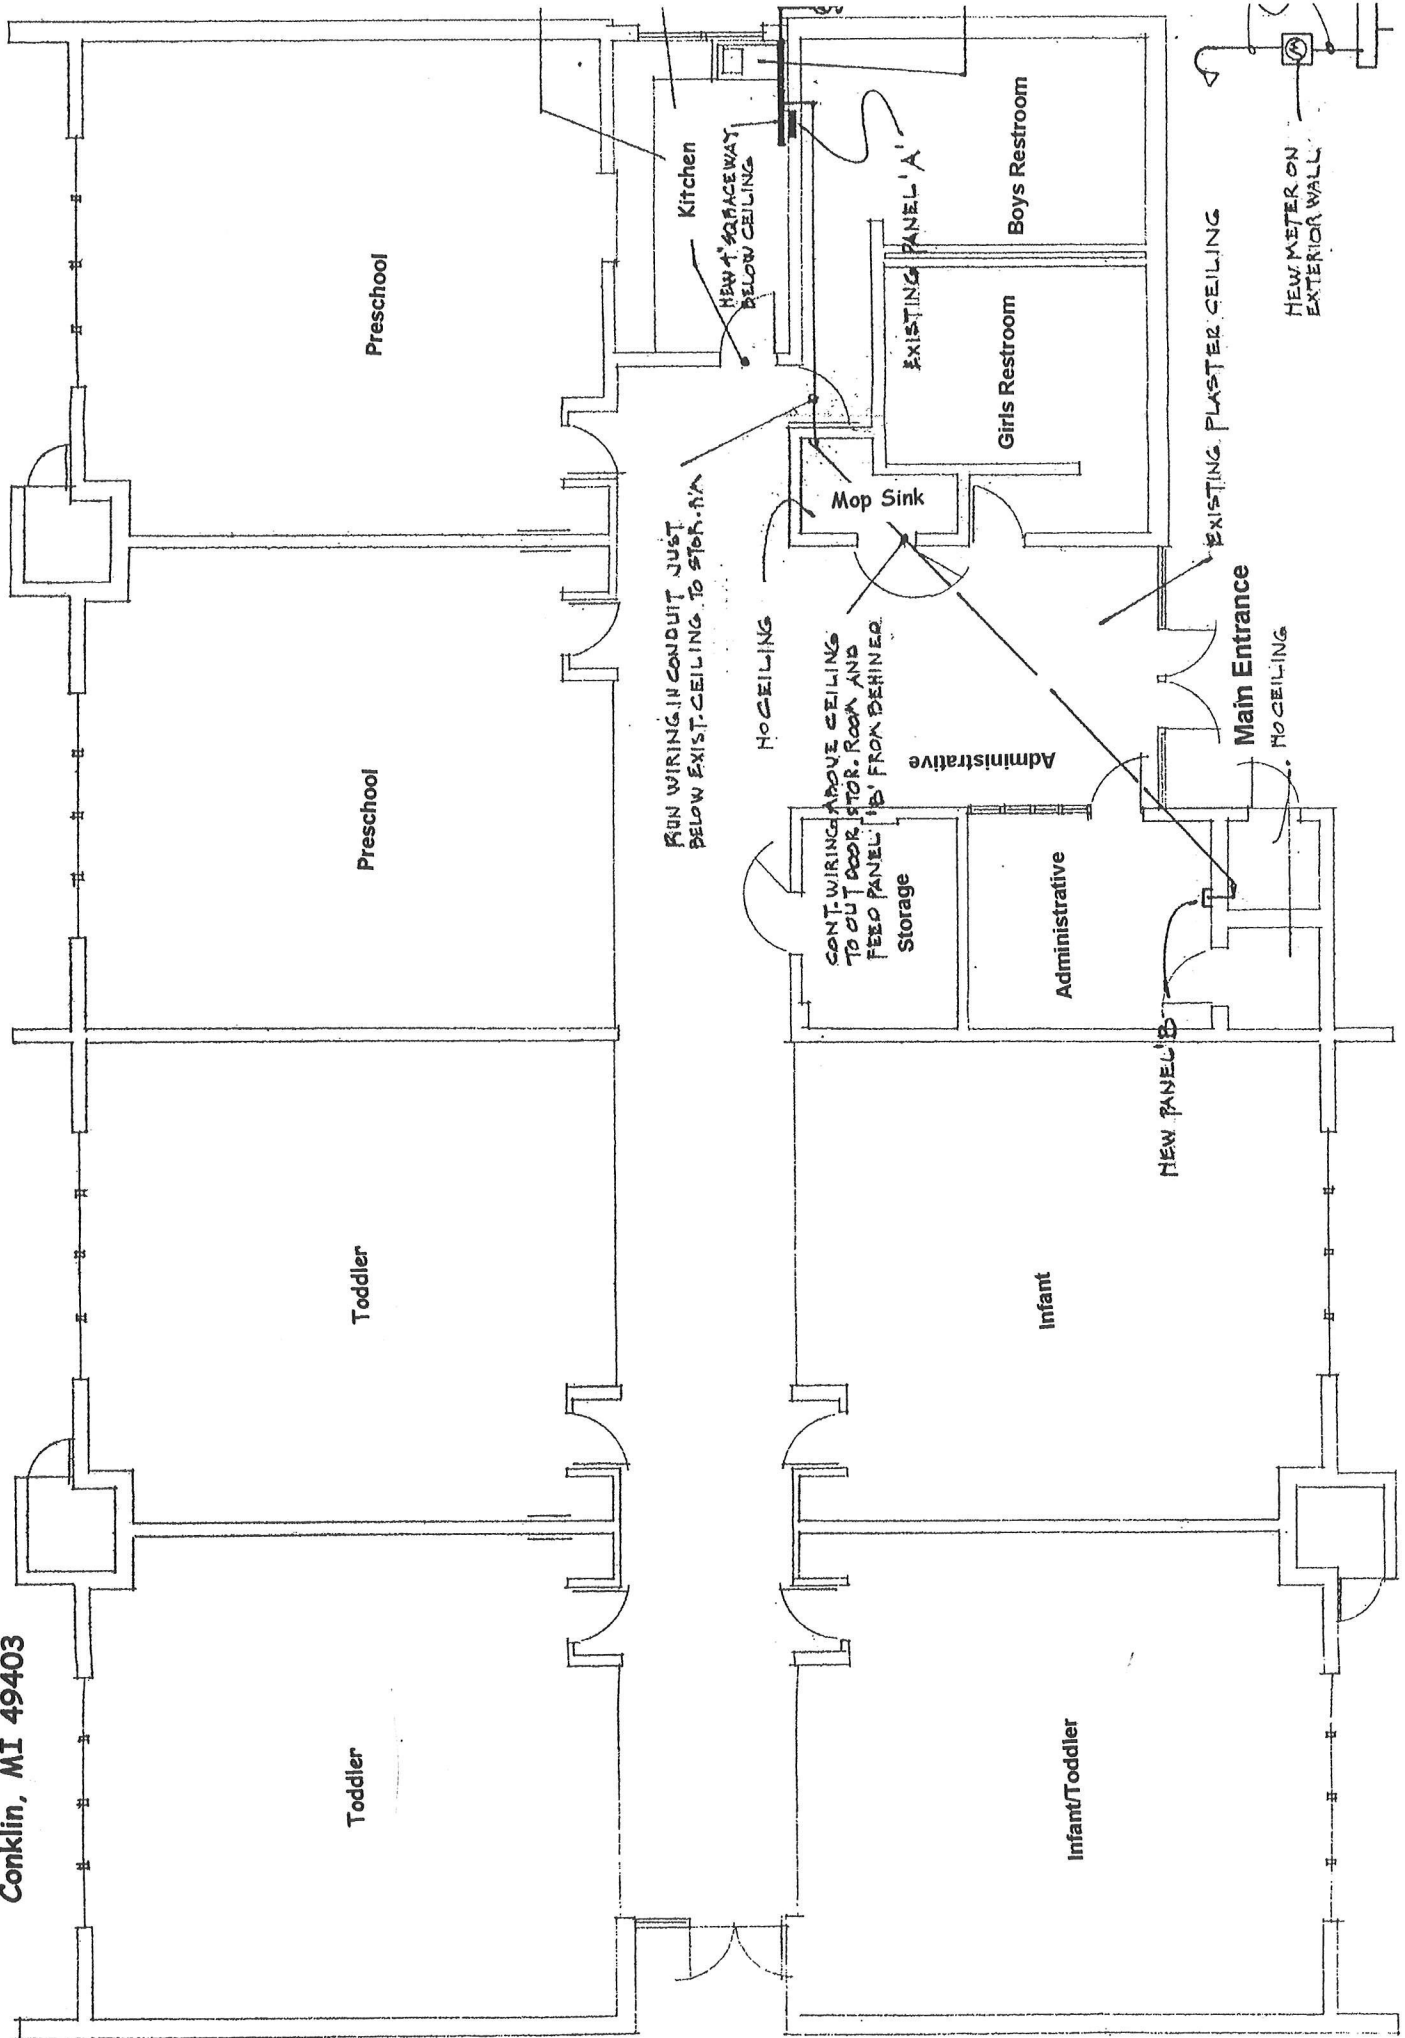 Conklin, MI 49403
Toddler
Toddler
Preschool
Preschool
Kitchen
NEW 4" SQ RACEWAY
BELOW CEILING
RUN WIRING IN CONDUIT JUST
BELOW EXIST. CEILING TO STOR. R'M
NO CEILING
CONT. WIRING ABOVE CEILING
TO OUT DOOR STOR. ROOM AND
FEED PANEL 'B' FROM BEHIND
Mop Sink
EXISTING PANEL 'A'
Girls Restroom
Boys Restroom
Administrative
Storage
Administrative
NEW PANEL 'B'
Infant
Infant/Toddler
EXISTING PLASTER CEILING
Main Entrance
NO CEILING
NEW METER ON
EXTERIOR WALL
M